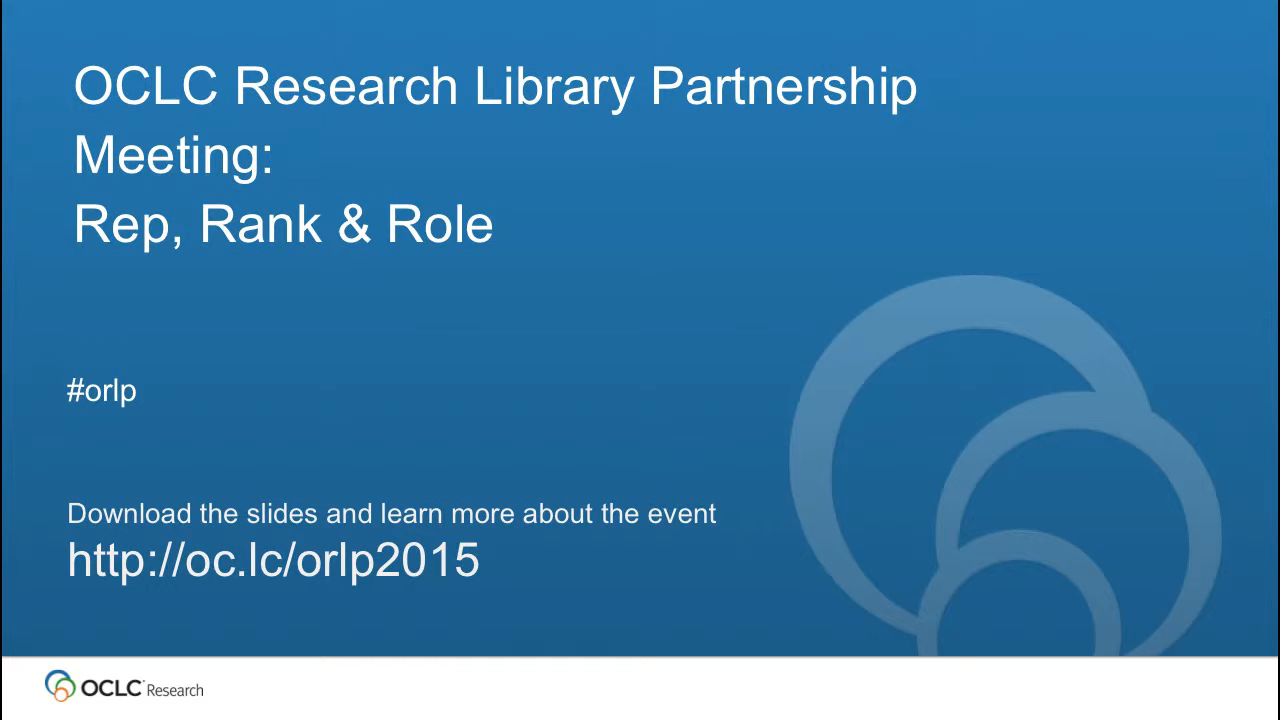 OCLC Research Library Partnership
Meeting:
Rep, Rank & Role
#orlp
Download the slides and learn more about the event
http://oc.lc/orlp2015
OCLC Research